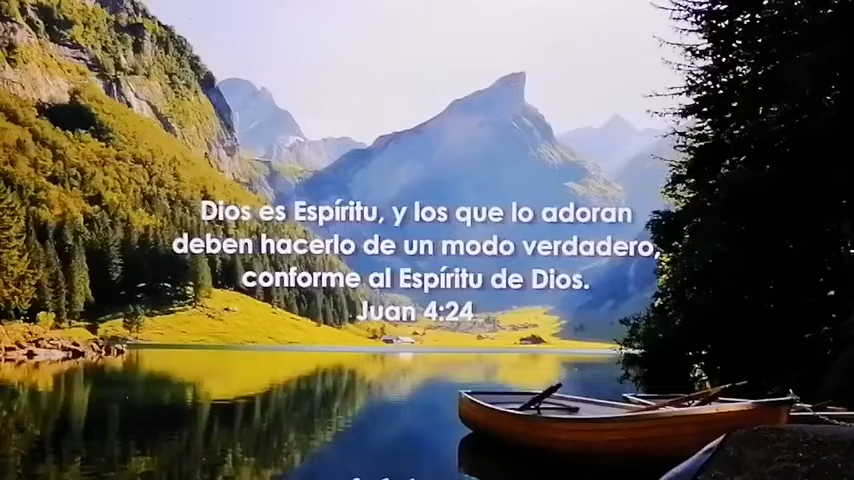 Dios es Espíritu, y los que lo adoran
deben hacerlo de un modo verdadero,
conforme al Espíritu de Dios.
Juan 4:24